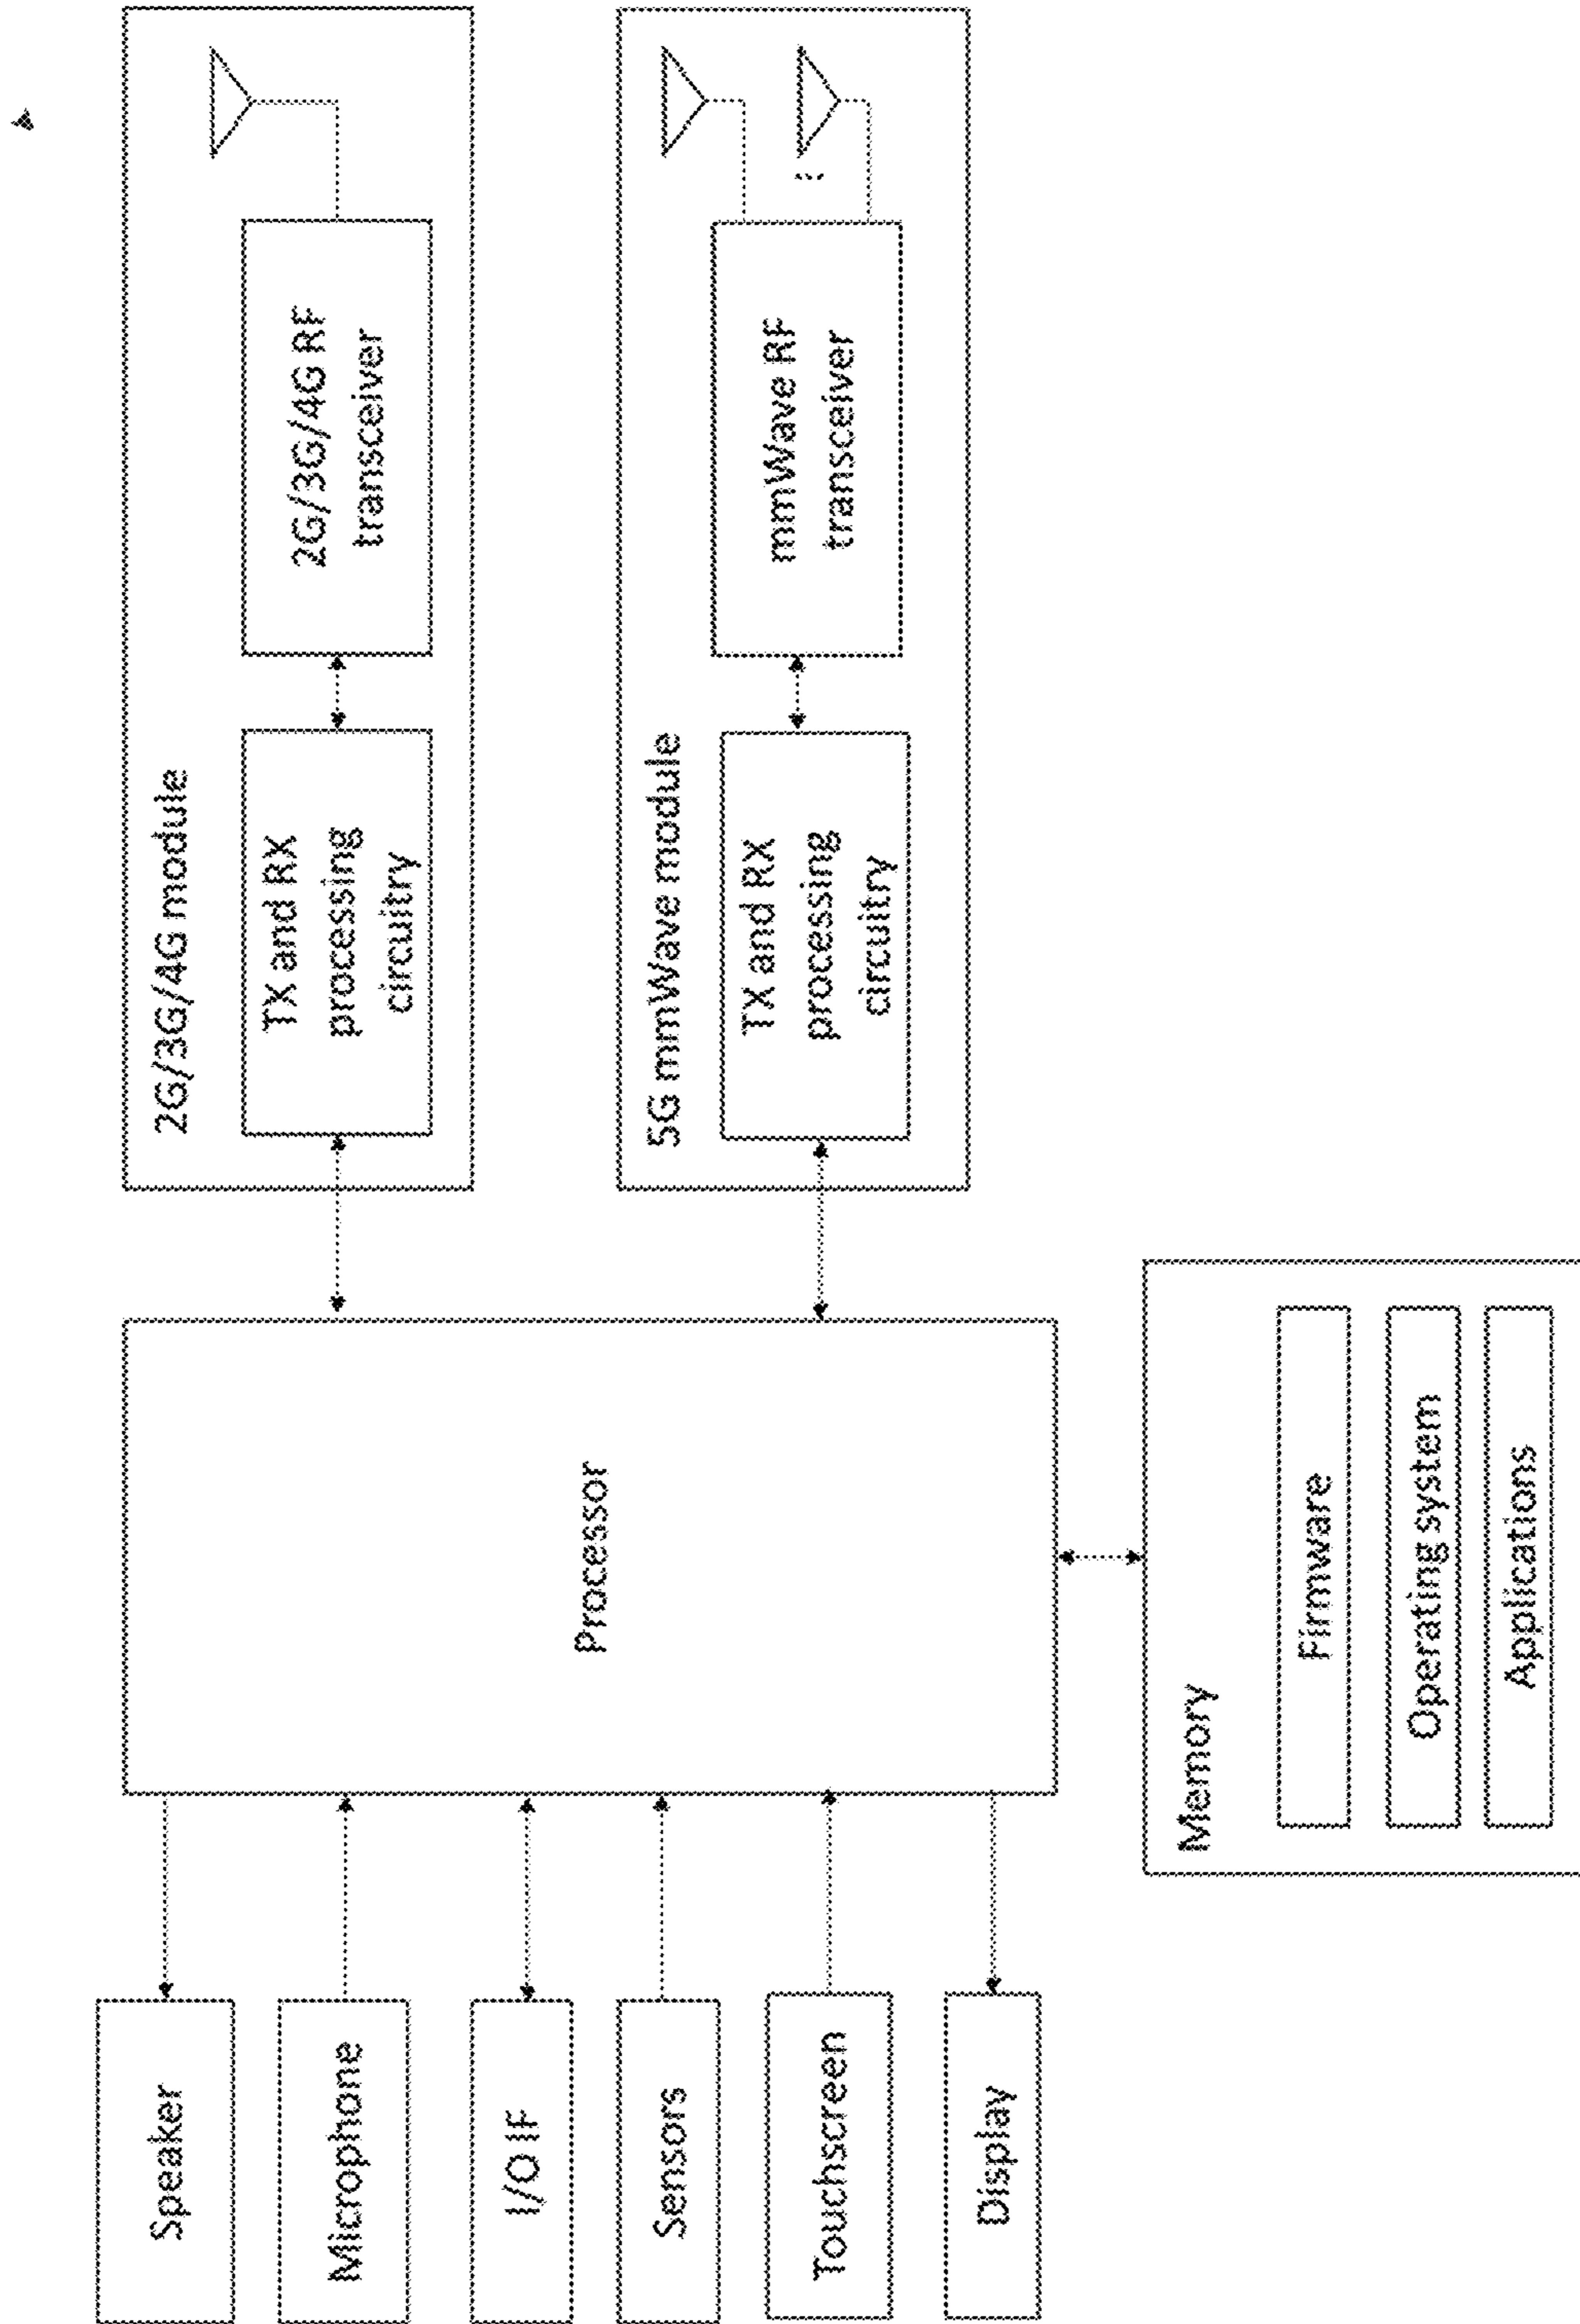 2G/3G/4G module
TX and RX
processing
circuitry
2G/3G/4G RF
transceiver
5G mmWave module
TX and RX
processing
circuitry
mmWave RF
transceiver
Processor
Speaker
Microphone
I/O IF
Sensors
Touchscreen
Display
Memory
Firmware
Operating system
Applications